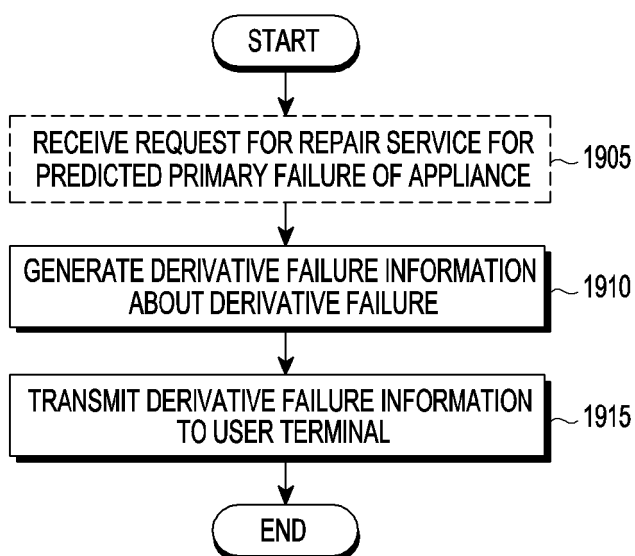 START
RECEIVE REQUEST FOR REPAIR SERVICE FOR
PREDICTED PRIMARY FAILURE OF APPLIANCE
1905
GENERATE DERIVATIVE FAILURE INFORMATION
ABOUT DERIVATIVE FAILURE
1910
TRANSMIT DERIVATIVE FAILURE INFORMATION
TO USER TERMINAL
1915
END